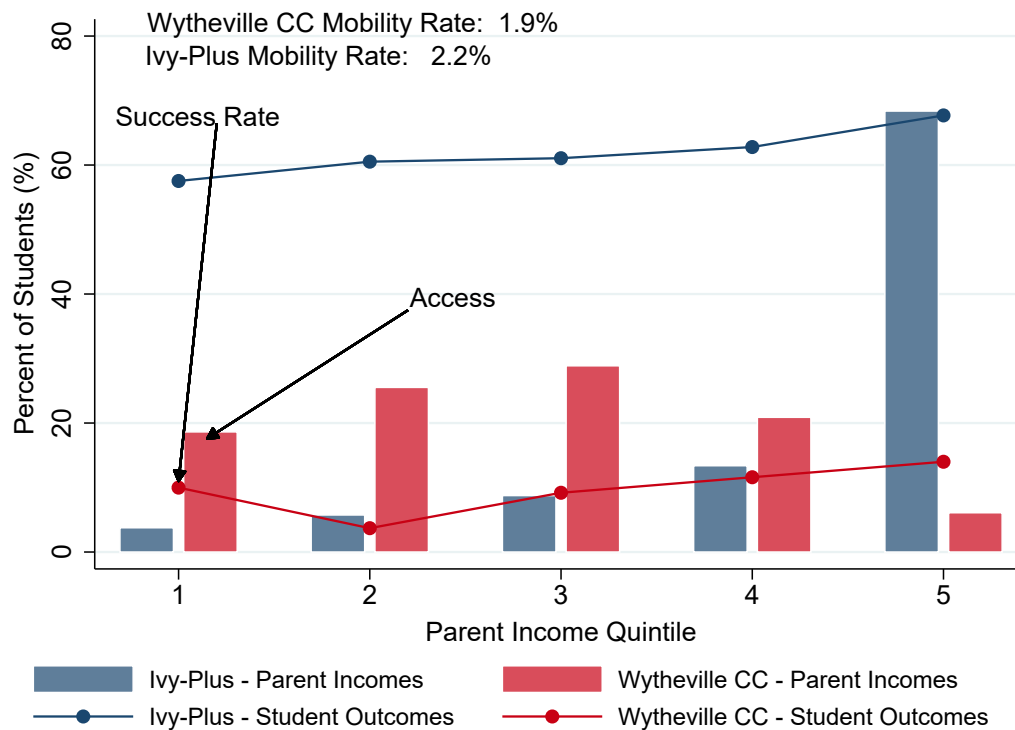 Wytheville CC Mobility Rate: 1.9%
Ivy-Plus Mobility Rate: 2.2%
Success Rate
Access
Percent of Students (%)
80
60
40
20
0
1 2 3 4 5
Parent Income Quintile
Ivy-Plus - Parent Incomes
Wytheville CC - Parent Incomes
Ivy-Plus - Student Outcomes
Wytheville CC - Student Outcomes